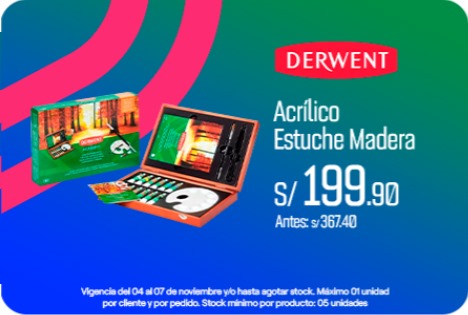 DERWENT
Acrílico
Estuche Madera
S/ 199.90
Antes: s/ 367.40
Vigencia del 04 al 07 de noviembre y/o hasta agotar stock. Máximo 01 unidad
por cliente y por pedido. Stock mínimo por producto: 05 unidades